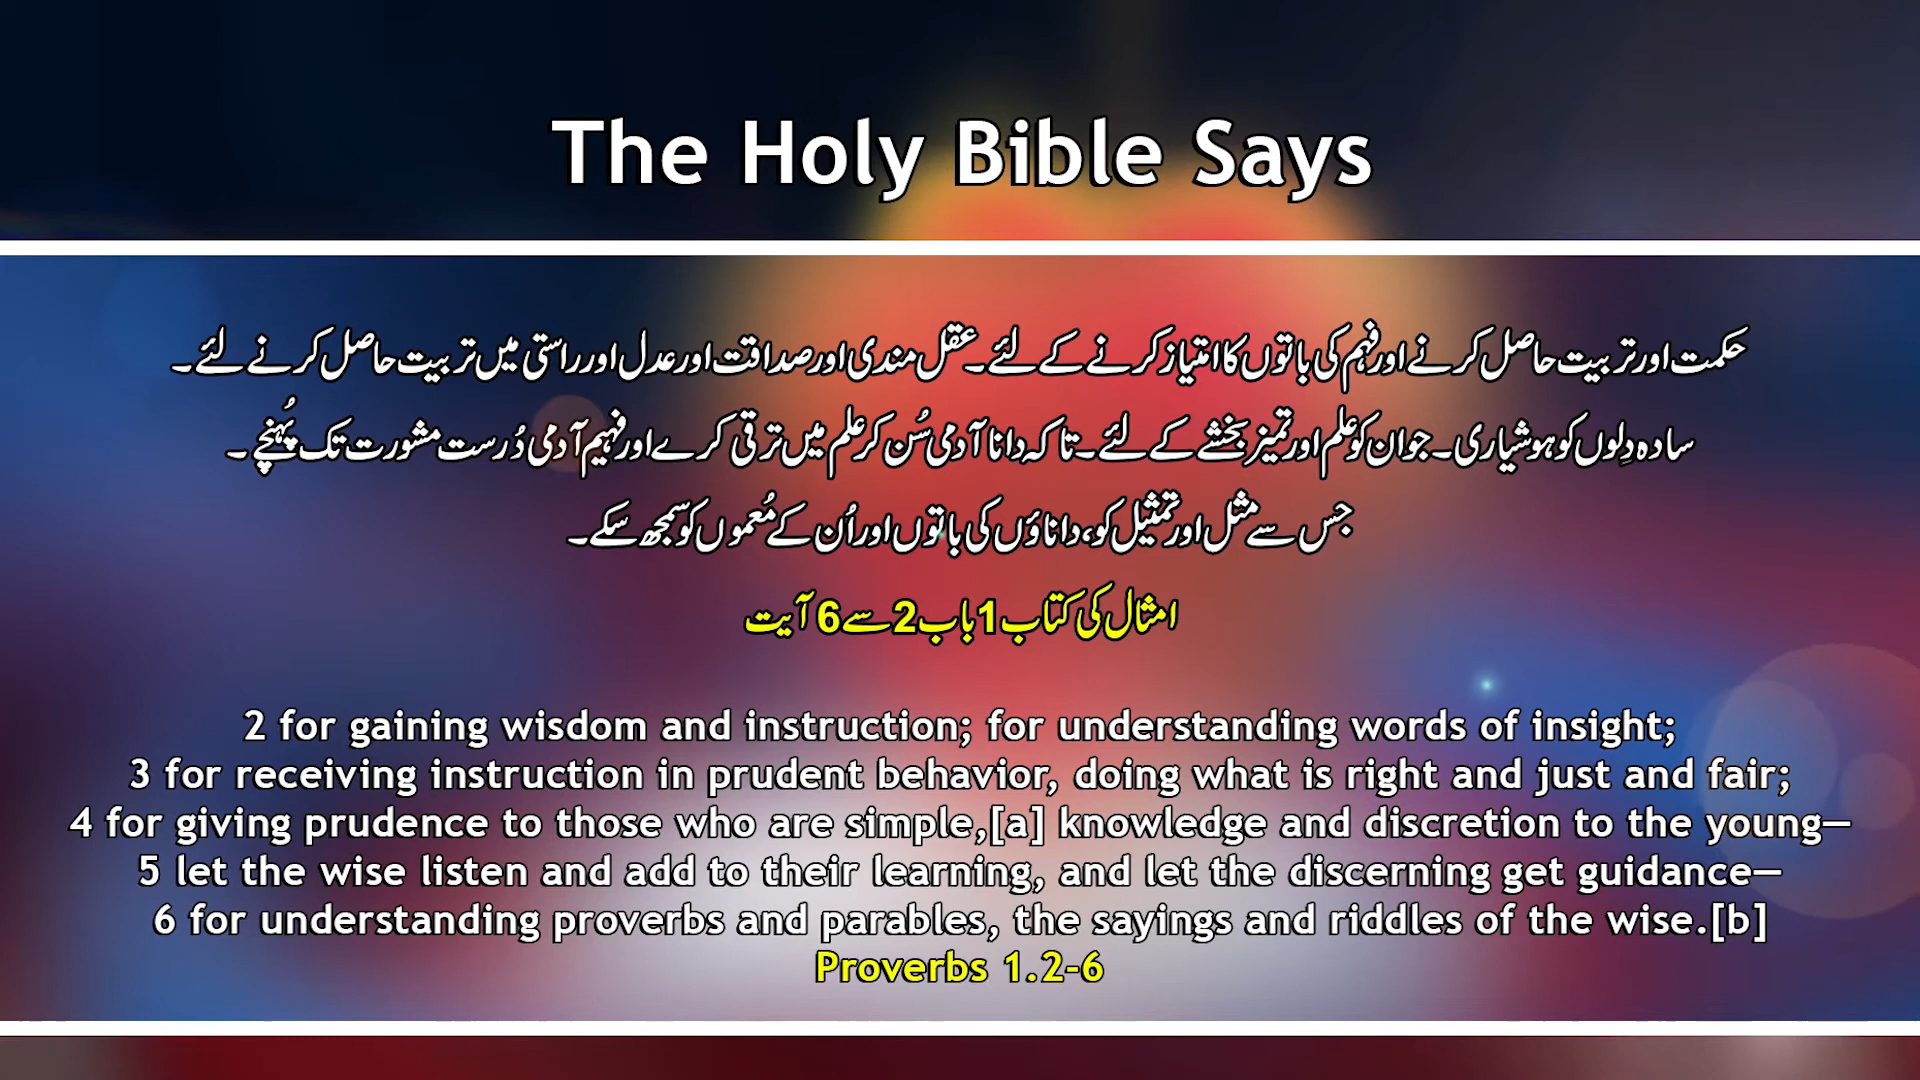 The Holy Bible Says
حکمت اور تربیت حاصل کرنے اور فہم کی باتوں کا امتیاز کرنے کے لئے۔ عقل مندی اور صداقت اور عدل اور راستی میں تربیت حاصل کرنے لئے۔
سادہ دِلوں کو ہوشیاری۔ جوان کو علم اور تمیز بخشنے کے لئے۔ تاکہ دانا آدمی سُن کر علم میں ترقی کرے اور فہیم آدمی دُرست مشورت تک پُہنچے۔
جس سے مثل اور تمثیل کو، داناؤں کی باتوں اور اُن کے مُعموں کو سمجھ سکے۔
امثال کی کتاب 1 باب 2 سے 6 آیت
2 for gaining wisdom and instruction; for understanding words of insight;
3 for receiving instruction in prudent behavior, doing what is right and just and fair;
4 for giving prudence to those who are simple,[a] knowledge and discretion to the young—
5 let the wise listen and add to their learning, and let the discerning get guidance—
6 for understanding proverbs and parables, the sayings and riddles of the wise.[b]
Proverbs 1.2-6